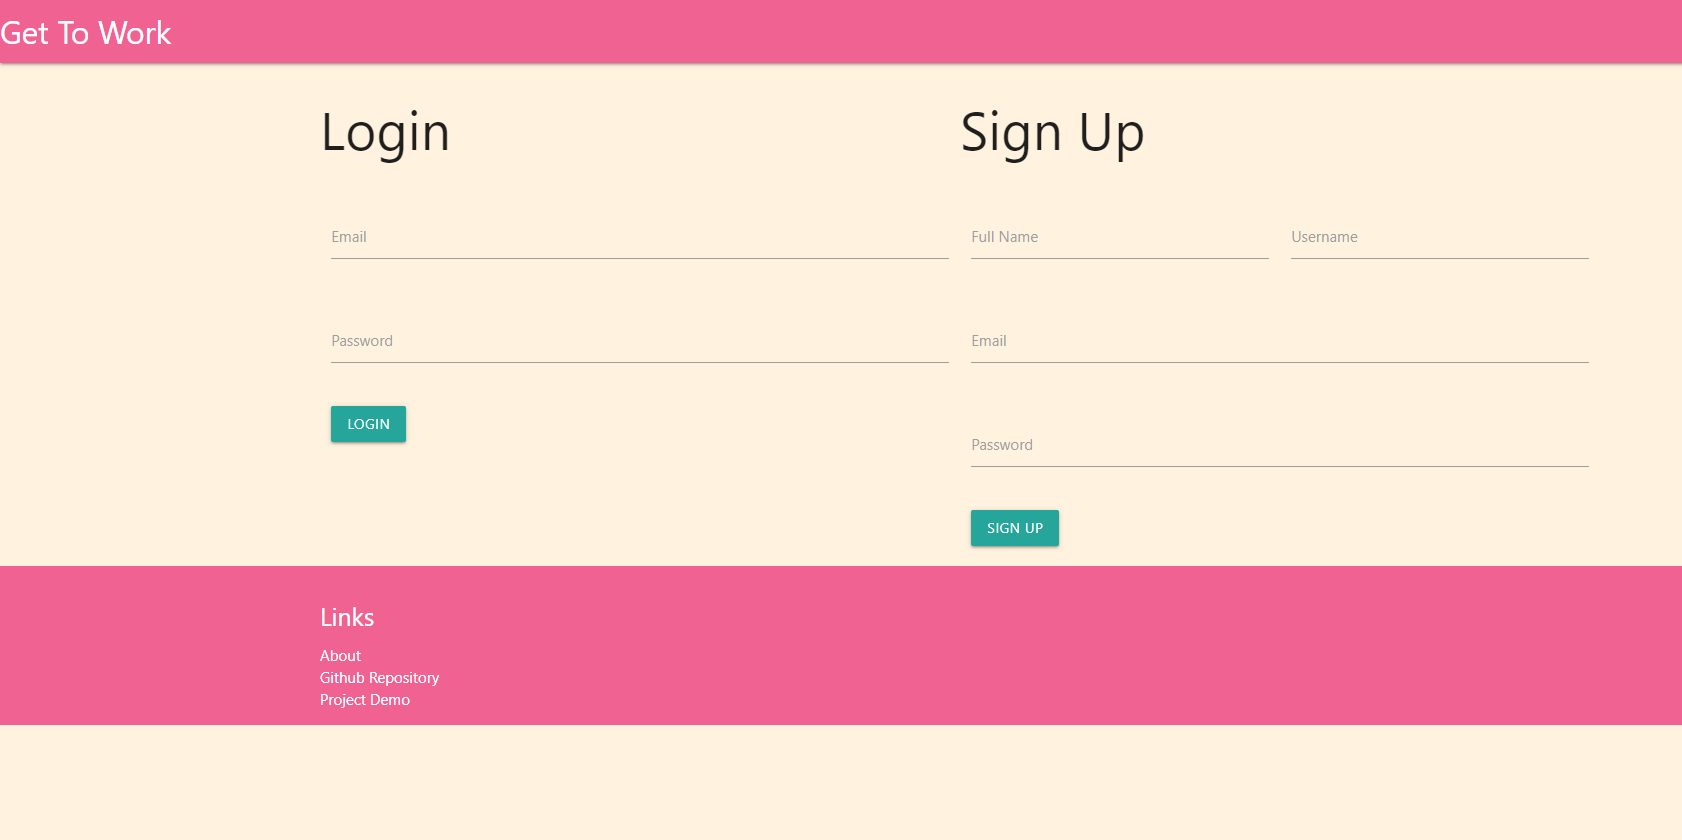 Get To Work
Login
Email
Password
LOGIN
Sign Up
Full Name
Username
Email
Password
SIGN UP
Links
About
Github Repository
Project Demo